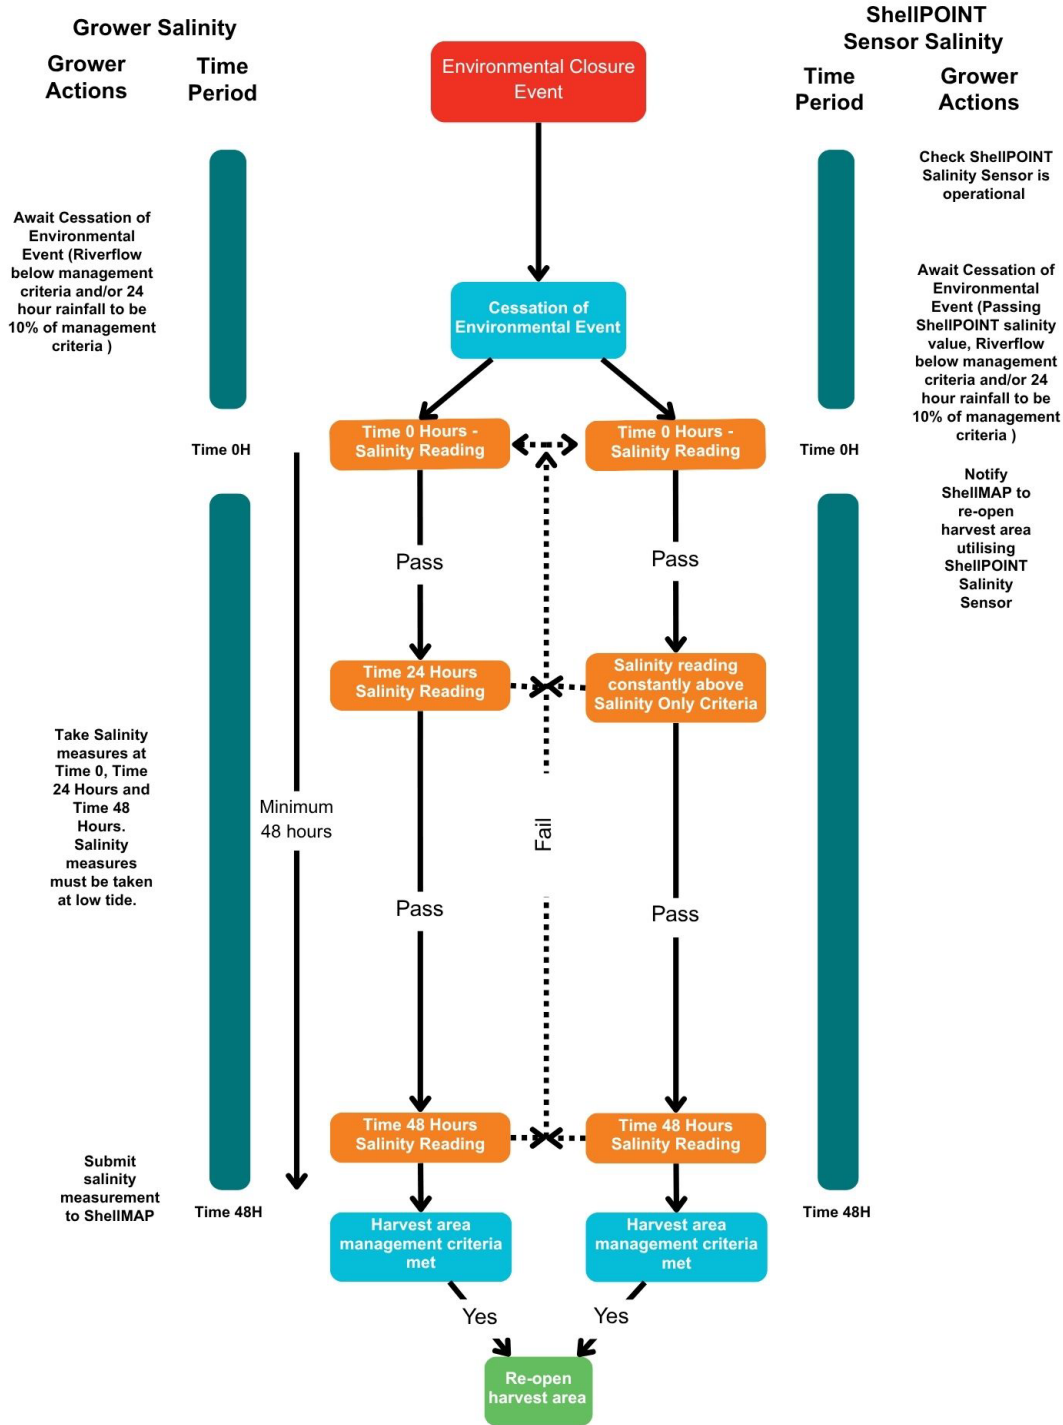 Grower Salinity
Grower
Actions
Time
Period
ShellPOINT
Sensor Salinity
Time
Period
Grower
Actions
Environmental Closure
Event
Check ShellPOINT
Salinity Sensor is
operational
Await Cessation of
Environmental
Event (Riverflow
below management
criteria and/or 24
hour rainfall to be
10% of management
criteria )
Cessation of
Environmental Event
Await Cessation of
Environmental
Event (Passing
ShellPOINT salinity
value, Riverflow
below management
criteria and/or 24
hour rainfall to be
10% of management
criteria )
Time 0H
Time 0 Hours -
Salinity Reading
Time 0 Hours -
Salinity Reading
Time 0H
Notify
ShellMAP to
re-open
harvest area
utilising
ShellPOINT
Salinity
Sensor
Pass
Pass
Time 24 Hours
Salinity Reading
Salinity reading
constantly above
Salinity Only Criteria
Take Salinity
measures at
Time 0, Time
24 Hours and
Time 48
Hours.
Salinity
measures
must be taken
at low tide.
Minimum
48 hours
Fail
Pass
Pass
Time 48 Hours
Salinity Reading
Time 48 Hours
Salinity Reading
Submit
salinity
measurement
to ShellMAP
Time 48H
Harvest area
management criteria
met
Harvest area
management criteria
met
Time 48H
Yes
Yes
Re-open
harvest area